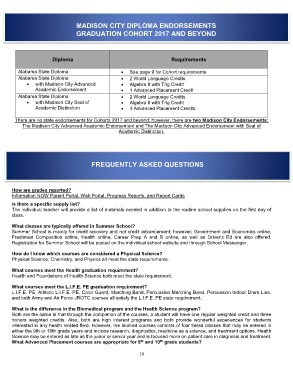 MADISON CITY DIPLOMA ENDORSEMENTS
GRADUATION COHORT 2017 AND BEYOND
Diploma Requirements
Alabama State Diploma • See page 9 for Cohort requirements
Alabama State Diploma
• with Madison City Advanced Academic Endorsement
• 2 World Language Credits
• Algebra II with Trig Credit
• 1 Advanced Placement Credit
Alabama State Diploma
• with Madison City Seal of Academic Distinction
• 2 World Language Credits
• Algebra II with Trig Credit
• 3 Advanced Placement Credits
There are no state endorsements for Cohorts 2017 and beyond; however, there are two Madison City Endorsements:
The Madison City Advanced Academic Endorsement and The Madison City Advanced Endorsement with Seal of
Academic Distinction.
FREQUENTLY ASKED QUESTIONS
How are grades reported?
Information NOW Parent Portal, Web Portal, Progress Reports, and Report Cards
Is there a specific supply list?
The individual teacher will provide a list of materials needed in addition to the routine school supplies on the first day of
class.
What classes are typically offered in Summer School?
Summer School is mainly for credit recovery and not credit advancement; however, Government and Economics online,
Freshman Composition online, Health online, Career Prep A and B online, as well as Driver's Ed are also offered.
Registration for Summer School will be posted on the individual school website and through School Messenger.
How do I know which courses are considered a Physical Science?
Physical Science, Chemistry, and Physics all meet the state requirements.
What courses meet the Health graduation requirement?
Health and Foundations of Health Science both meet the state requirement.
What courses meet the L.I.F.E. PE graduation requirement?
L.I.F.E. PE, Athletic L.I.F.E. PE, Color Guard, Marching Band, Percussion Marching Band, Percussion Indoor Drum Line,
and both Army and Air Force JROTC courses all satisfy the L.I.F.E. PE state requirement.
What is the difference in the Biomedical program and the Health Science program?
Both are the same in that through the completion of the courses, a student will have one regular weighted credit and three
honors weighted credits. Also, both are high interest programs and both provide wonderful experiences for students
interested in any health related field. However, the biomed courses consists of four tiered classes that may be entered in
either the 9th or 10th grade years and include research, diagnostics, medicine as a science, and treatment options. Health
Science may be entered as late as the junior or senior year and is focused more on patient care in diagnosis and treatment.
What Advanced Placement courses are appropriate for 9th and 10th grade students?